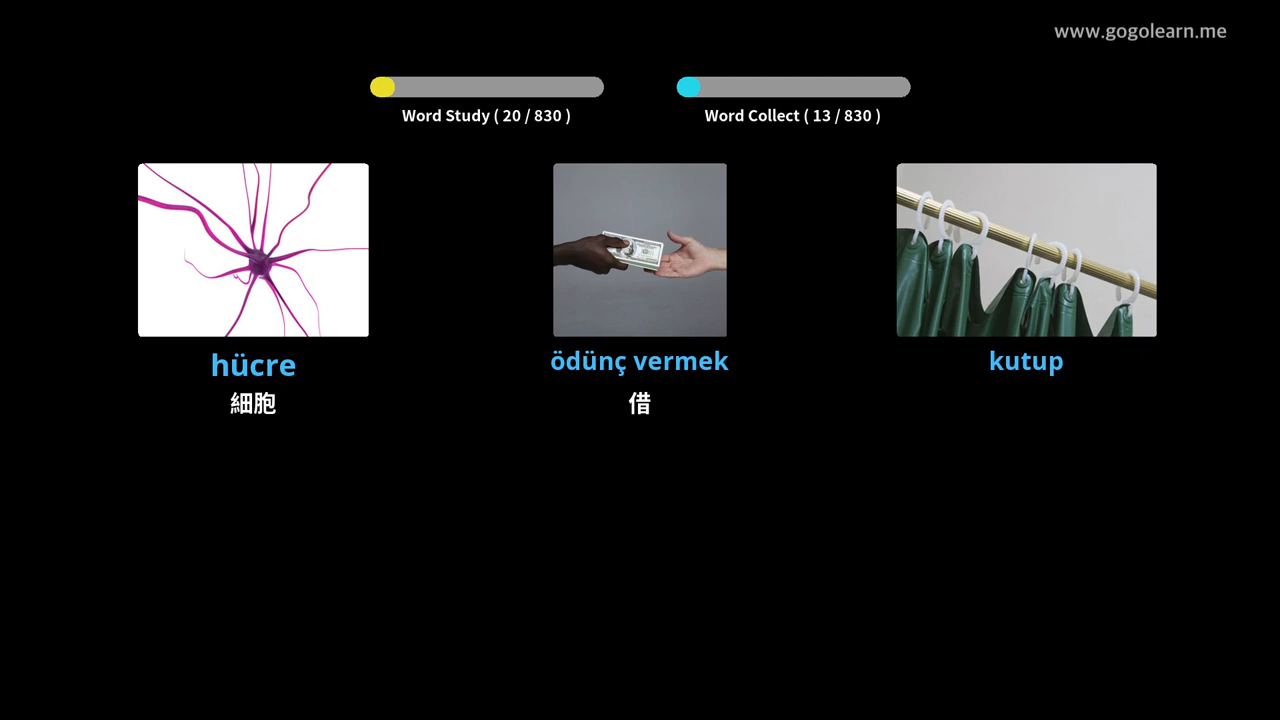 www.gogolearn.me
Word Study ( 20 / 830 )
Word Collect ( 13 / 830 )
hücre
ödünç vermek
kutup
細胞
借